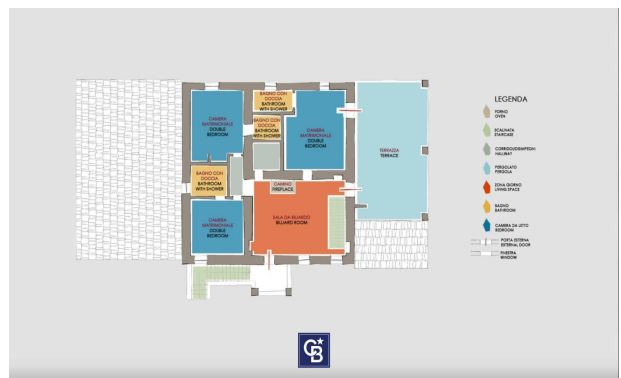 BAGNO CON
DOCCIA
BATHROOM
WITH SHOWER
CAMERA
MATRIMONIALE
DOUBLE
BEDROOM
BAGNO CON
DOCCIA
BATHROOM
WITH SHOWER
CAMERA
MATRIMONIALE
DOUBLE
BEDROOM
TERRAZZA
TERRACE
BAGNO CON
DOCCIA
BATHROOM
WITH SHOWER
CAMINO
FIREPLACE
CAMERA
MATRIMONIALE
DOUBLE
BEDROOM
SALA DA BILIARDO
BILLIARD ROOM
LEGENDA
FORNO
OVEN
SCALINATA
STAIRCASE
HALLWAY
PERGOLATO
PERGOLA
ZONA GIORNO
LIVING SPACE
BAGNO
BATHROOM
CAMERA DA LETTO
BEDROOM
PORTA ESTERNA
EXTERNAL DOOR
FINESTRA
WINDOW
CB